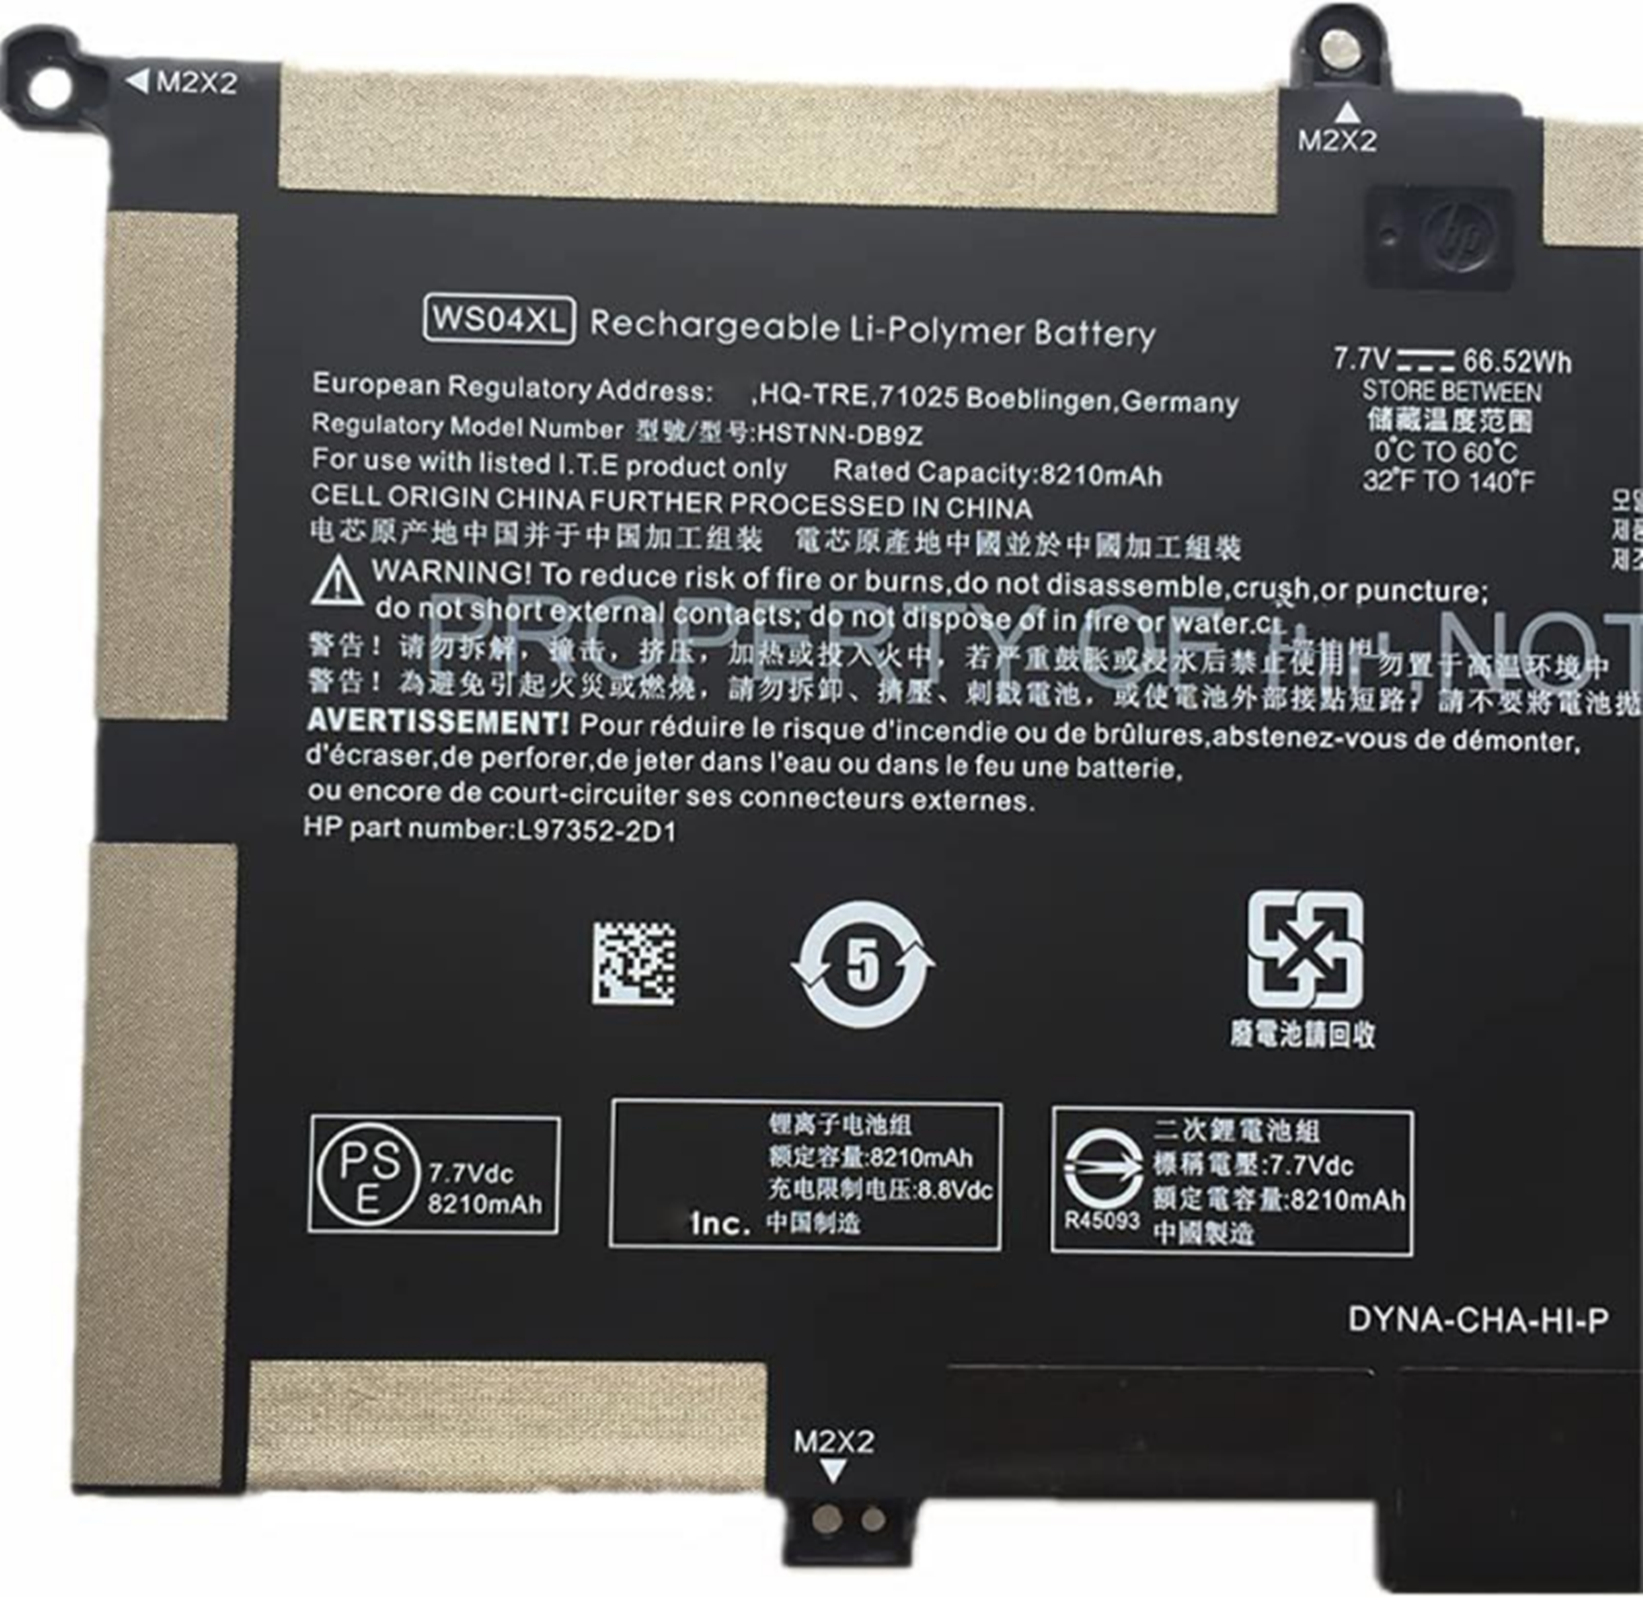 M2X2
M2X2
hp
WS04XL Rechargeable Li-Polymer Battery
7.7V 66.52Wh
STORE BETWEEN
储藏温度范围
0°C TO 60°C
32°F TO 140°F
European Regulatory Address: ,HQ-TRE,71025 Boeblingen,Germany
Regulatory Model Number 型號/型号:HSTNN-DB9Z
For use with listed I.T.E product only Rated Capacity:8210mAh
CELL ORIGIN CHINA FURTHER PROCESSED IN CHINA
电芯原产地中国并于中国加工组装 電芯原產地中國並於中國加工組裝
WARNING! To reduce risk of fire or burns,do not disassemble,crush,or puncture;
do not short external contacts; do not dispose of in fire or water.
PROPERTY OF NOT
警告！请勿拆解，撞击，挤压，加热或投入火中，若严重鼓胀或浸水后禁止使用 勿置于高温环境中
警告！為避免引起火災或燃燒，請勿拆卸、擠壓、刺戳電池，或使電池外部接點短路？請不要將電池拋
AVERTISSEMENT! Pour réduire le risque d'incendie ou de brûlures,abstenez-vous de démonter,
d'écraser,de perforer,de jeter dans l'eau ou dans le feu une batterie,
ou encore de court-circuiter ses connecteurs externes.
HP part number:L97352-2D1
5
廢電池請回收
PS
E
7.7Vdc
8210mAh
锂离子电池组
额定容量:8210mAh
充电限制电压:8.8Vdc
Inc. 中国制造
二次鋰電池組
標稱電壓:7.7Vdc
額定電容量:8210mAh
R45093 中國製造
DYNA-CHA-HI-P
M2X2